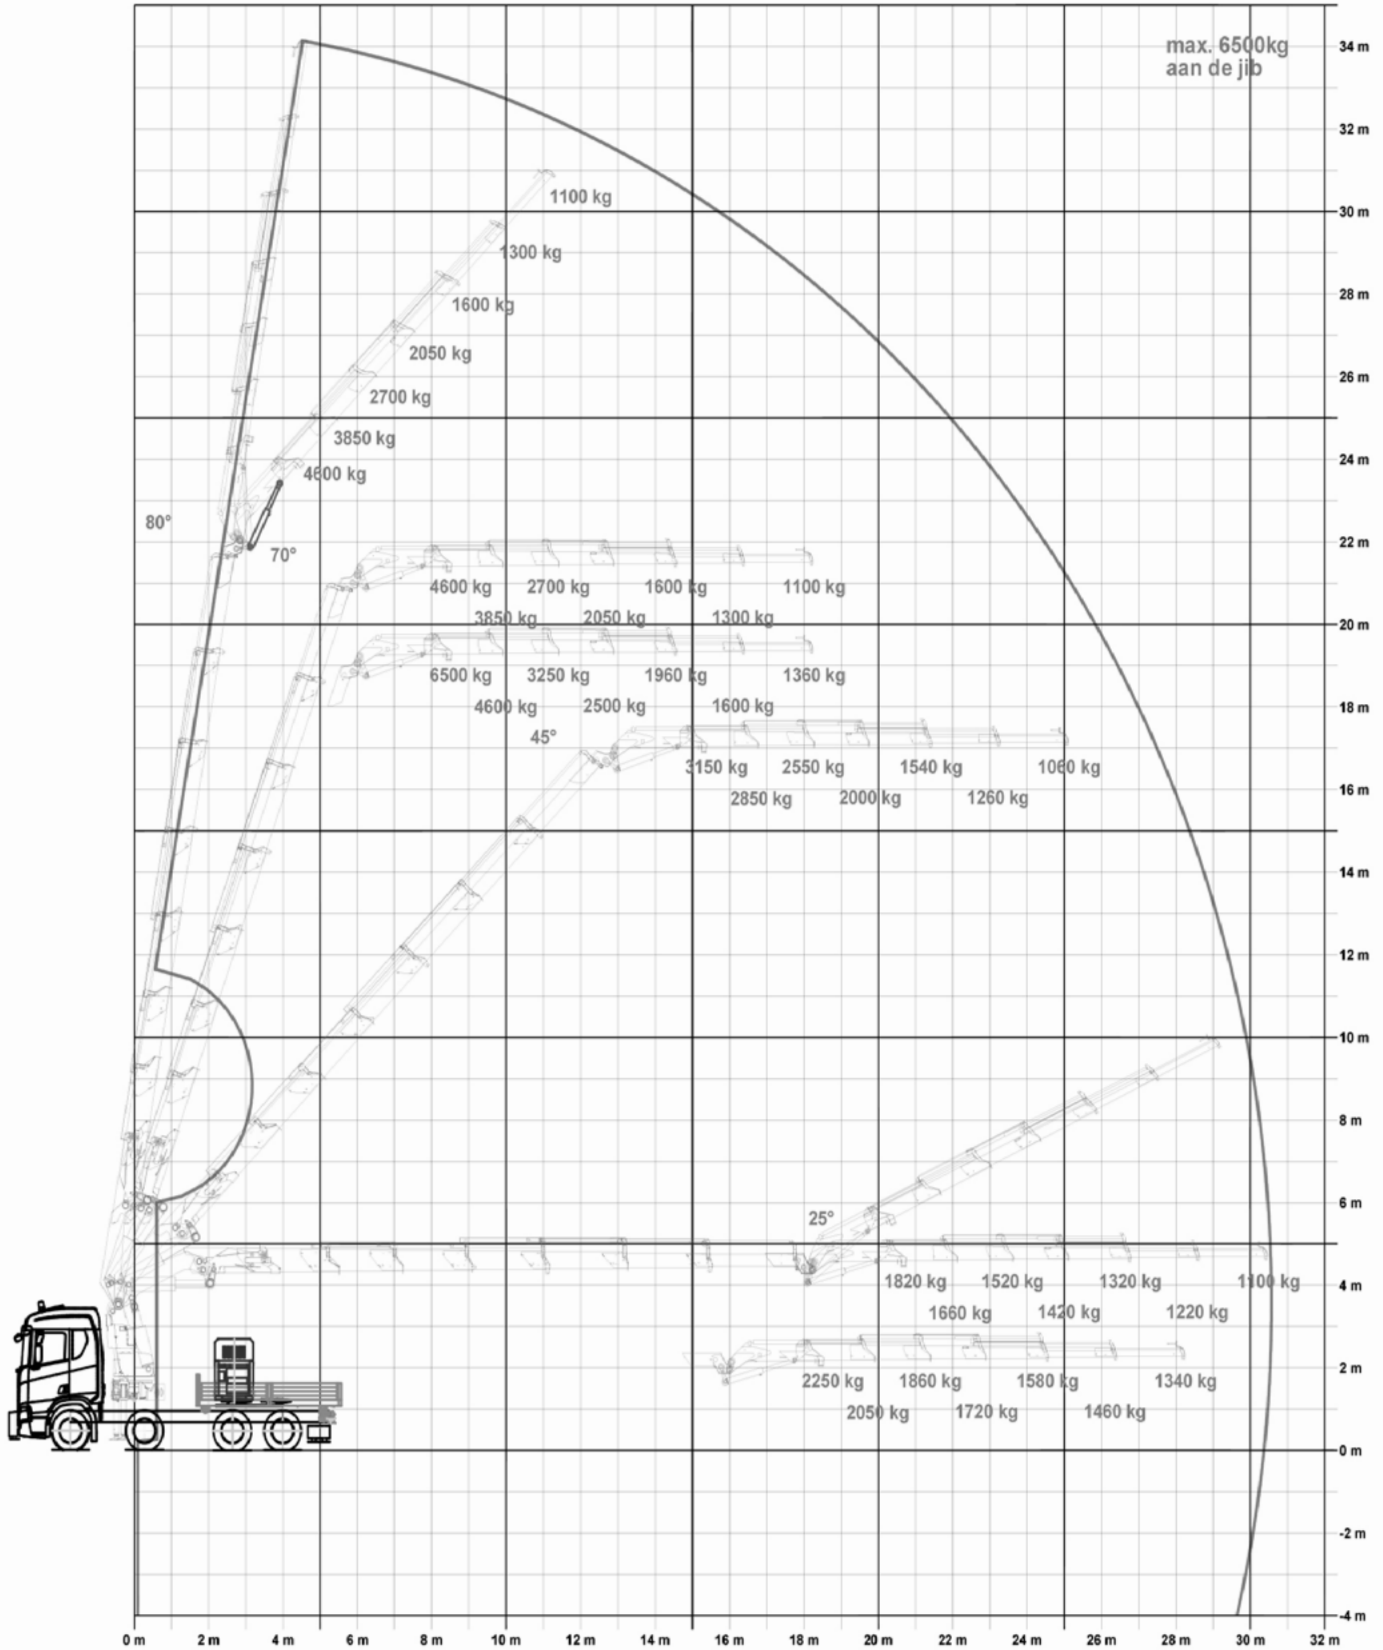 max. 6500kg
aan de jib
34 m
32 m
1100 kg
30 m
1300 kg
28 m
1600 kg
2050 kg
26 m
2700 kg
3850 kg
24 m
4600 kg
80°
70°
22 m
4600 kg 2700 kg 1600 kg 1100 kg
3850 kg 2050 kg 1300 kg
20 m
6500 kg 3250 kg 1960 kg 1360 kg
4600 kg 2500 kg 1600 kg
18 m
45°
3150 kg 2550 kg 1540 kg 1060 kg
2850 kg 2000 kg 1260 kg
16 m
14 m
12 m
10 m
8 m
6 m
25°
1820 kg 1520 kg 1320 kg 1100 kg
4 m
1660 kg 1420 kg 1220 kg
2 m
2250 kg 1860 kg 1580 kg 1340 kg
2050 kg 1720 kg 1460 kg
0 m
-2 m
-4 m
0 m 2 m 4 m 6 m 8 m 10 m 12 m 14 m 16 m 18 m 20 m 22 m 24 m 26 m 28 m 30 m 32 m